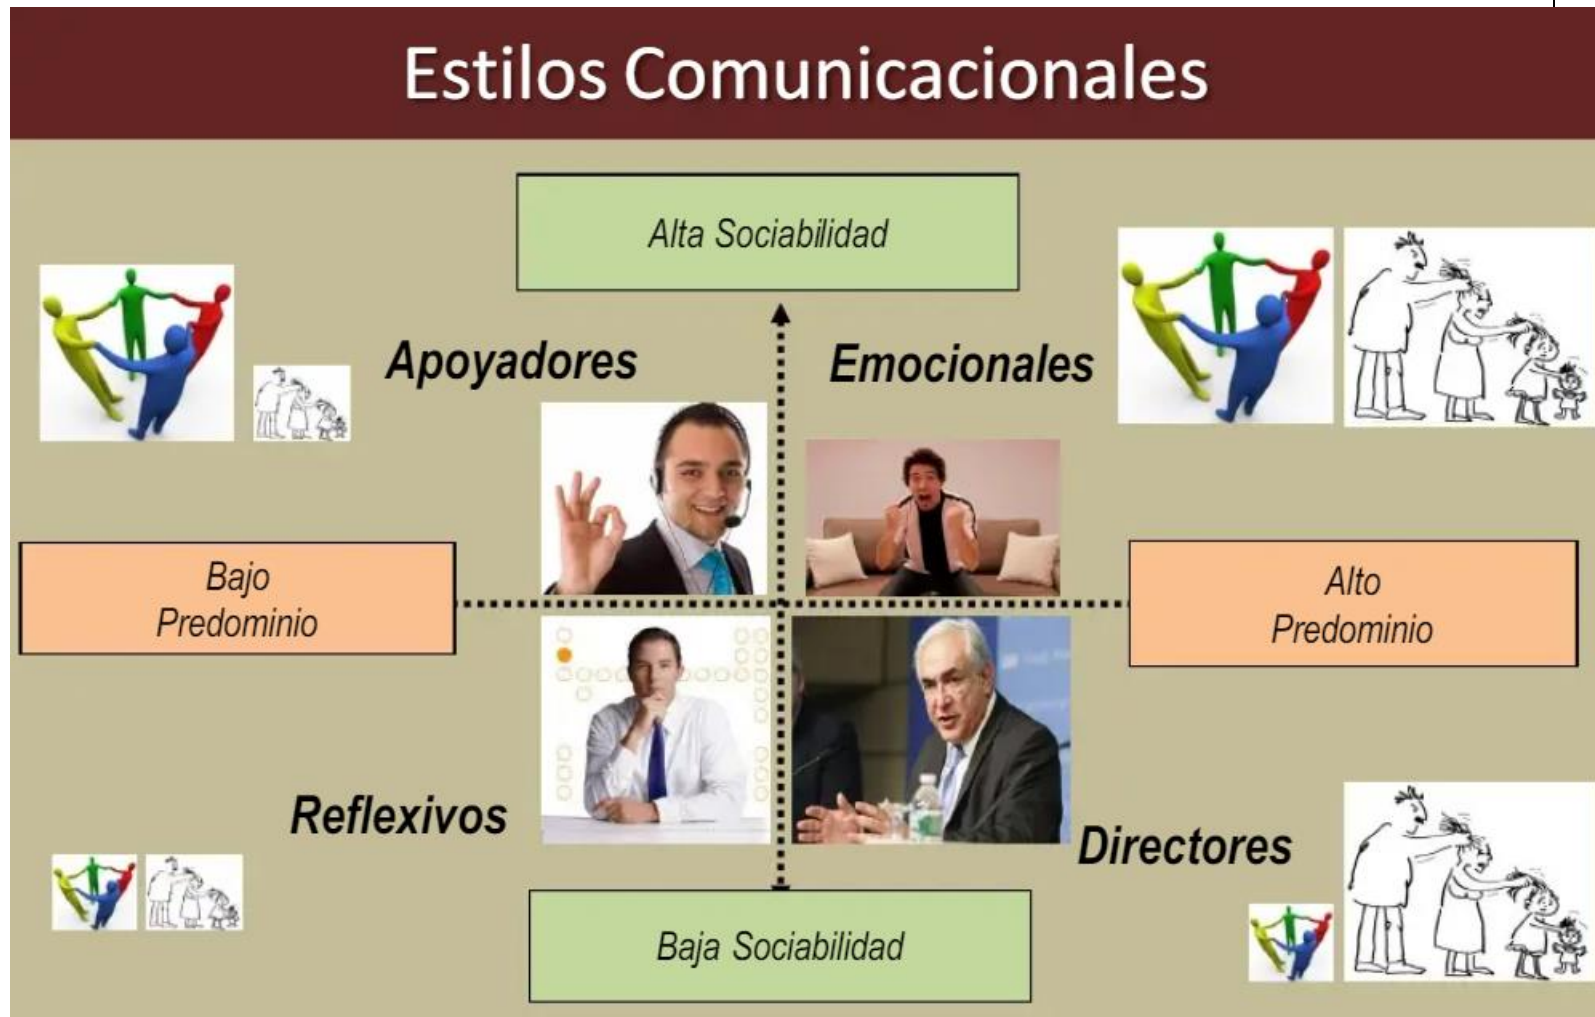 Estilos Comunicacionales
Alta Sociabilidad
Apoyadores
Emocionales
Bajo
Predominio
Alto
Predominio
Reflexivos
Directores
Baja Sociabilidad